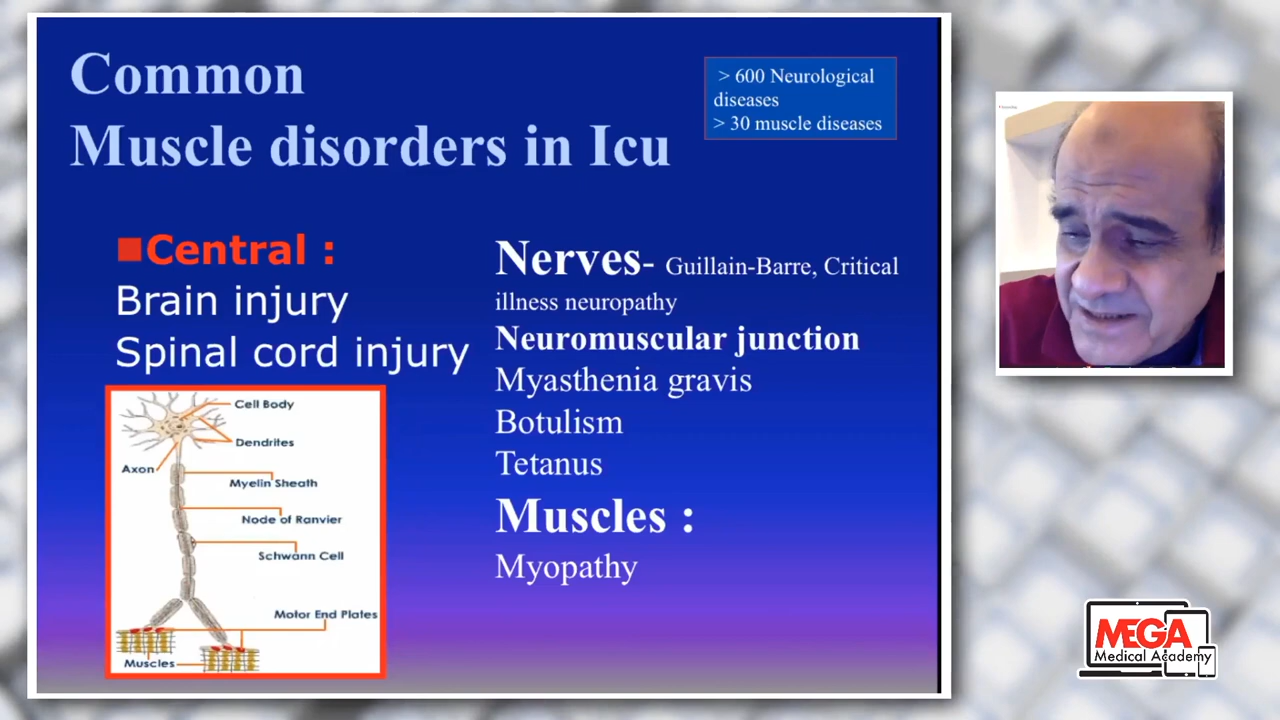 Common
Muscle disorders in Icu
> 600 Neurological
diseases
> 30 muscle diseases
Central :
Brain injury
Spinal cord injury
Nerves- Guillain-Barre, Critical
illness neuropathy
Neuromuscular junction
Myasthenia gravis
Botulism
Tetanus
Muscles :
Myopathy
Cell Body
Dendrites
Axon
Myelin Sheath
Node of Ranvier
Schwann Cell
Motor End Plates
Muscles
MEGA
Medical Academy